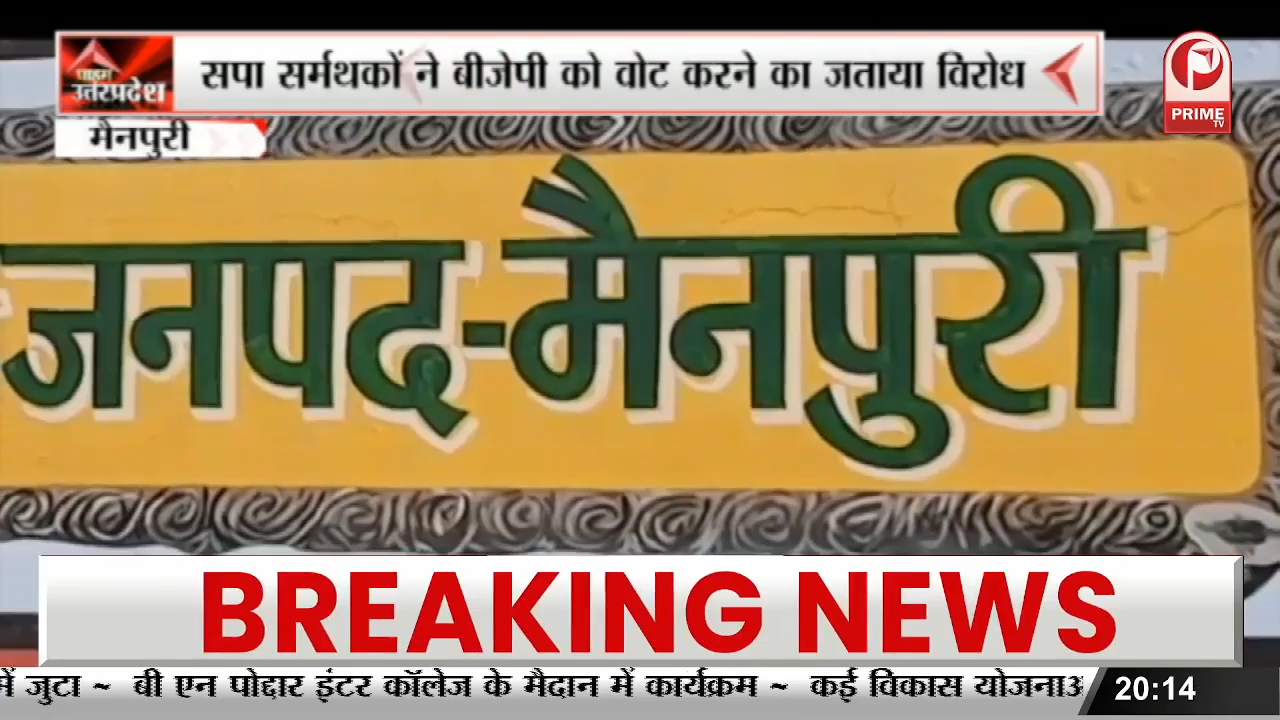 सपा सर्मथकों ने बीजेपी को वोट करने का जताया विरोध
प्राइम
उत्तरप्रदेश
मैनपुरी
PRIME
TV
जनपद-मैनपुरी
BREAKING NEWS
में जुटा ~ बी एन पोद्दार इंटर कॉलेज के मैदान में कार्यक्रम ~ कई विकास
20:14